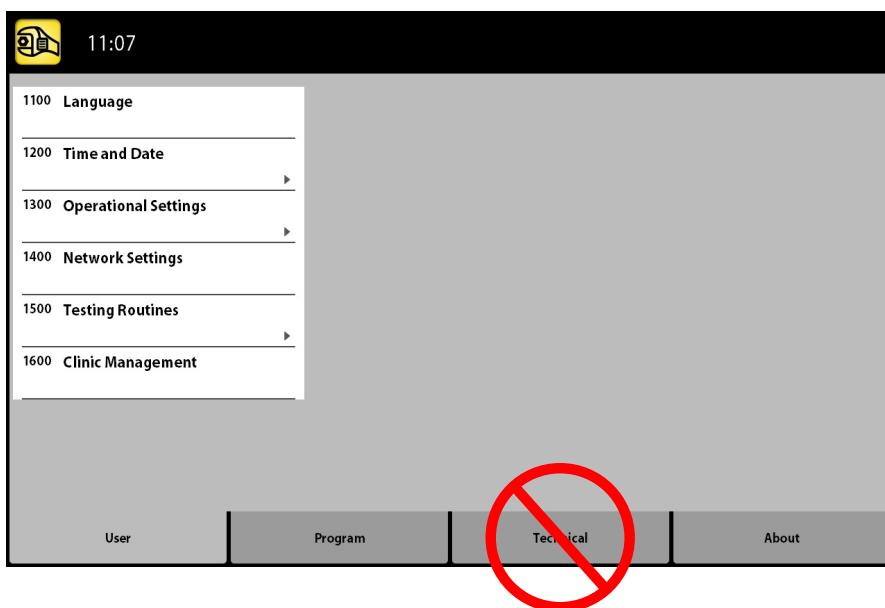 11:07
1100 Language
1200 Time and Date
1300 Operational Settings
1400 Network Settings
1500 Testing Routines
1600 Clinic Management
User Program Technical About